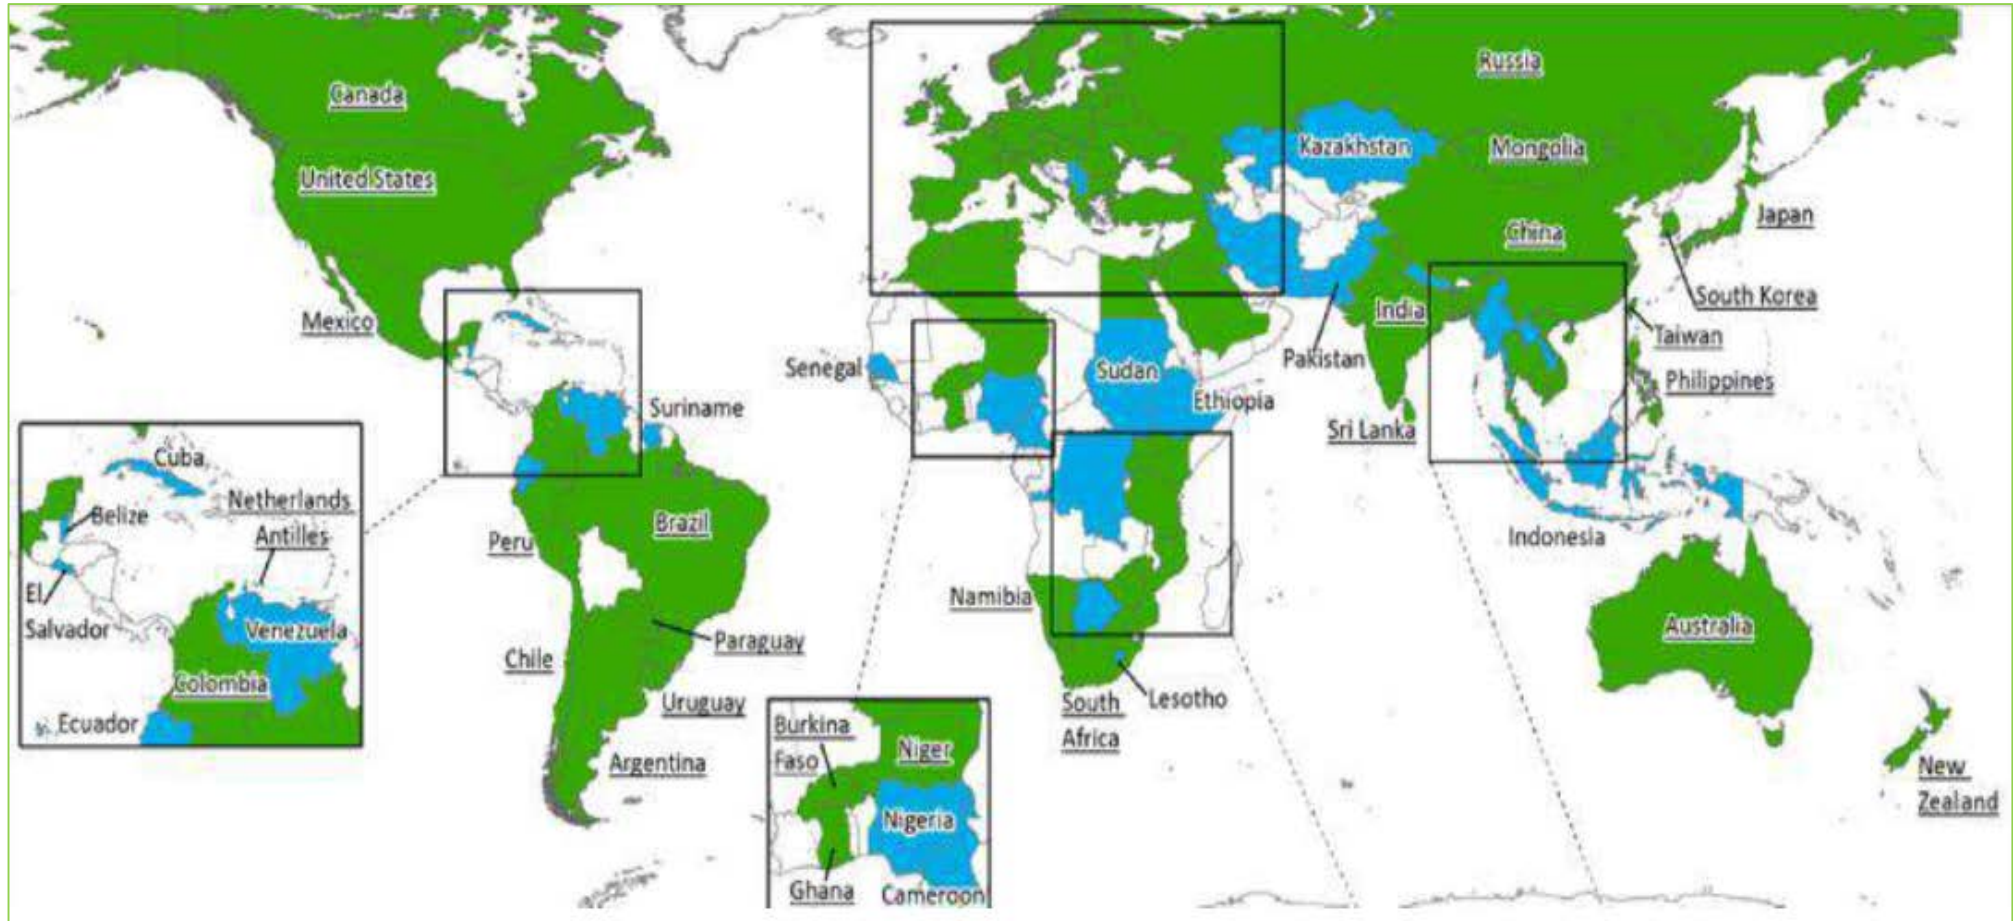 Canada
United States
Mexico
Russia
Kazakhstan
Mongolia
China
Japan
South Korea
Taiwan
Philippines
India
Pakistan
Sri Lanka
Indonesia
Senegal
Sudan
Ethiopia
Suriname
Peru
Brazil
Paraguay
Chile
Uruguay
Argentina
Namibia
South
Africa
Lesotho
Australia
New
Zealand
Cuba
Netherlands
Antilles
Belize
El
Salvador
Venezuela
Colombia
Ecuador
Burkina
Faso
Niger
Nigeria
Ghana
Cameroon